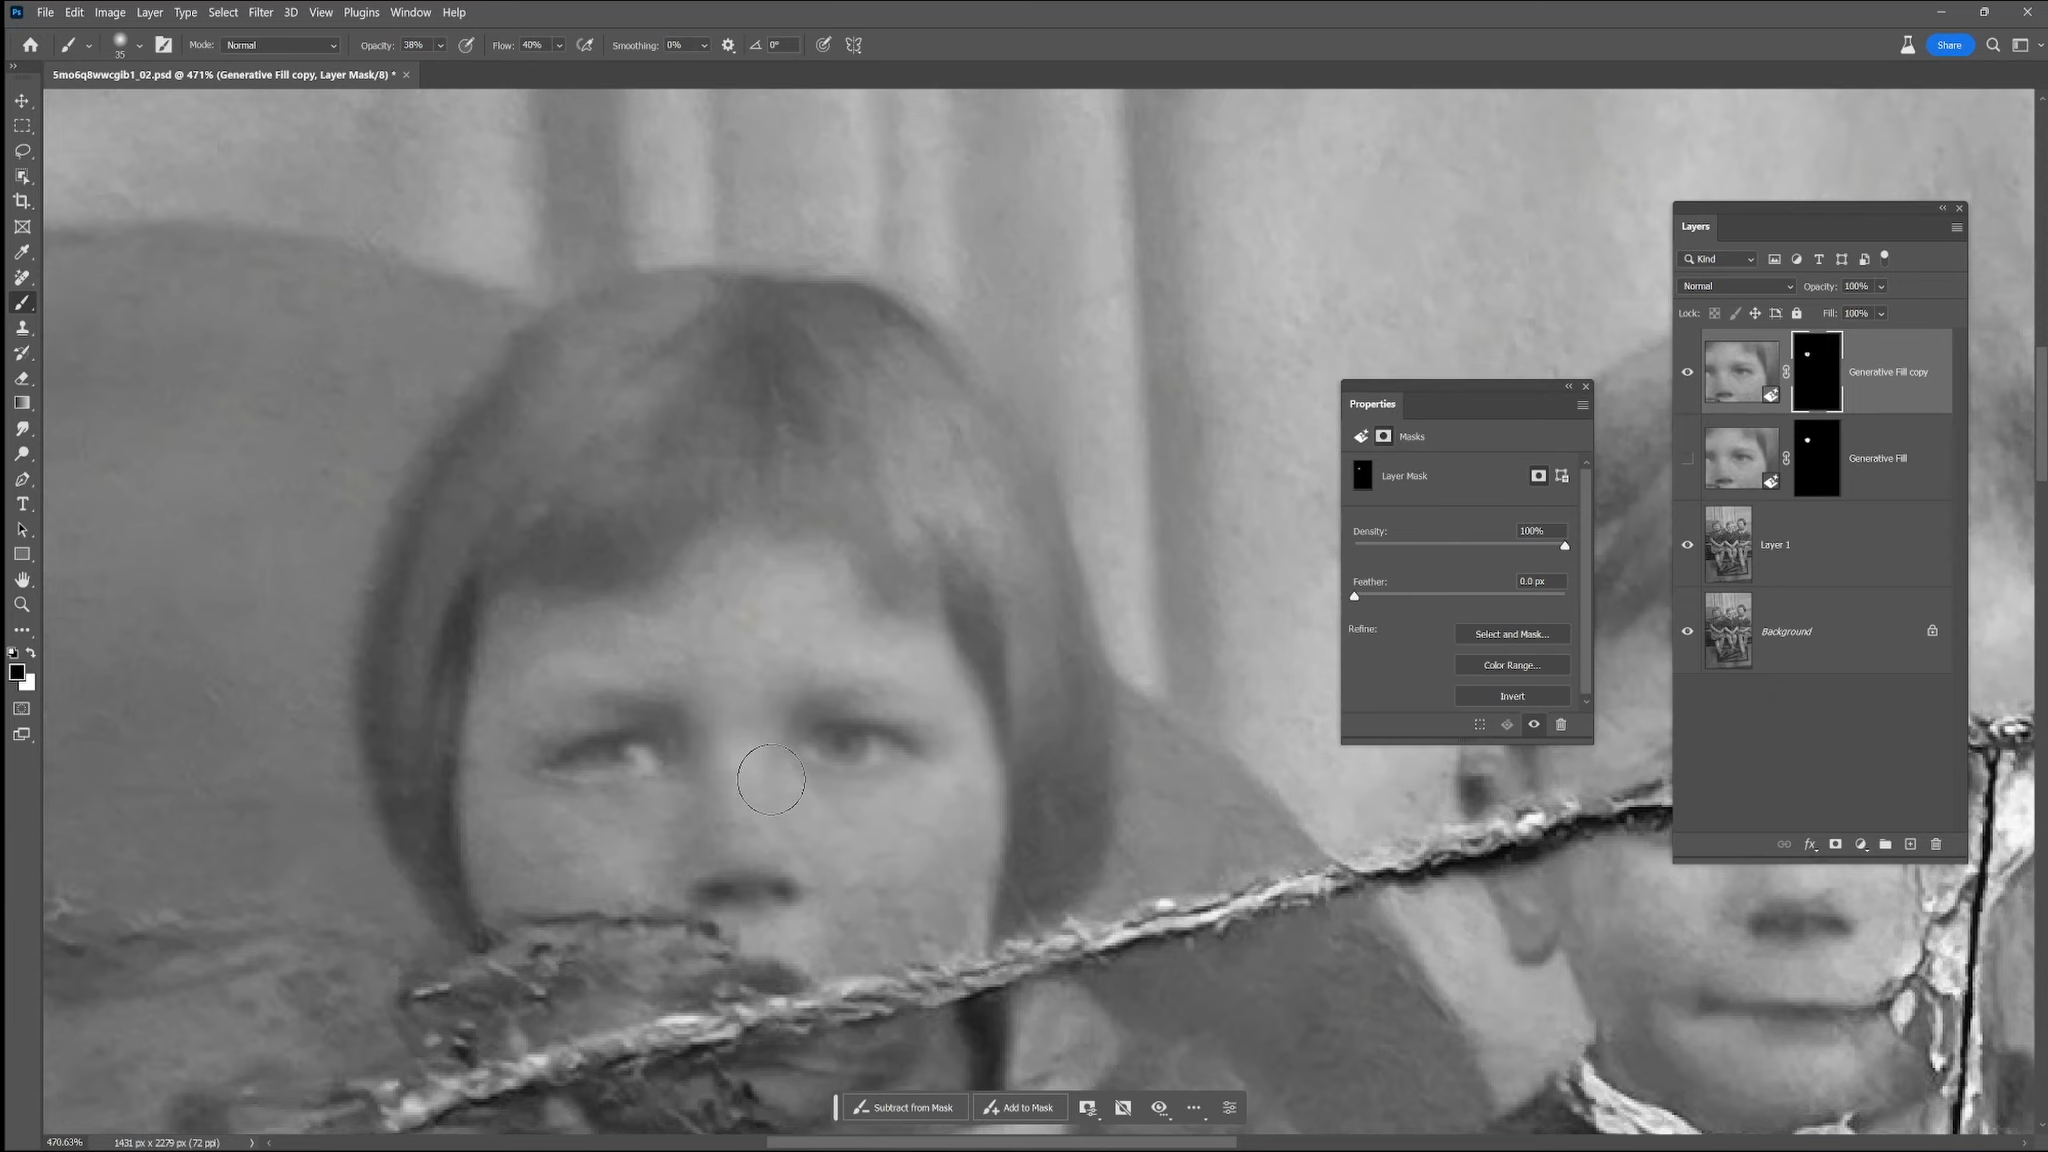 Ps File Edit Image Layer Type Select Filter 3D View Plugins Window Help
35 Mode: Normal Opacity: 38% Flow: 40% Smoothing: 0% 0° Share
5mo6q8wwcgib1_02.psd @ 471% (Generative Fill copy, Layer Mask/8) *
Layers
Kind
Normal Opacity: 100%
Lock: Fill: 100%
Generative Fill copy
Generative Fill
Layer 1
Background
fx
Properties
Masks
Layer Mask
Density: 100%
Feather: 0.0 px
Refine: Select and Mask...
Color Range...
Invert
Subtract from Mask Add to Mask
470.63% 1431 px x 2279 px (72 ppi)